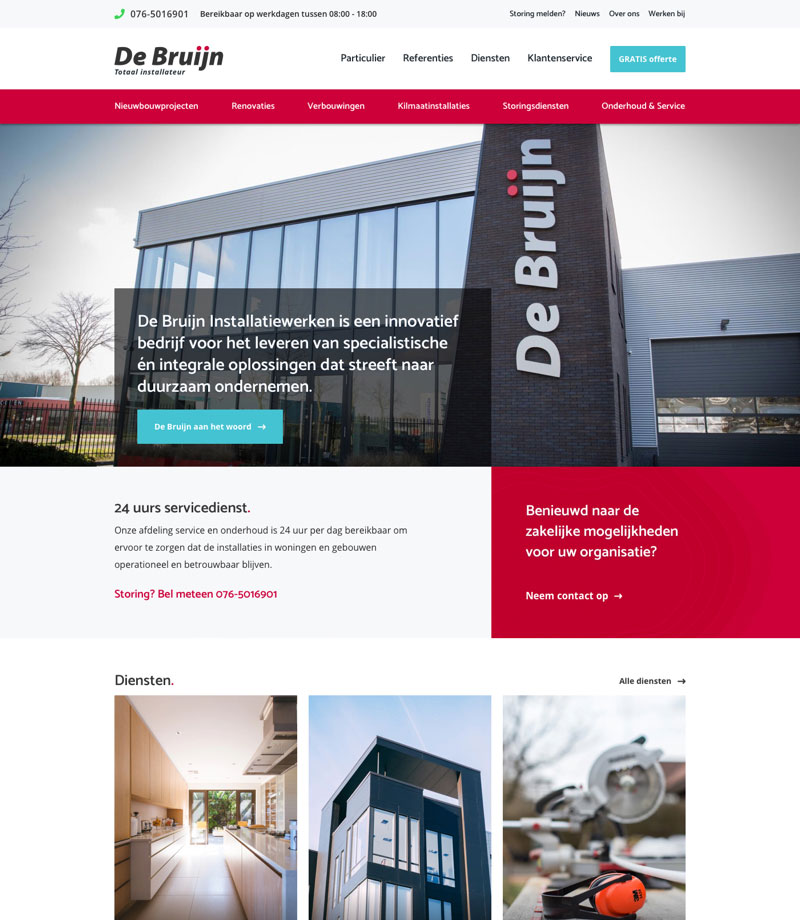 076-5016901 Bereikbaar op werkdagen tussen 08:00 - 18:00 Storing melden? Nieuws Over ons Werken bij
De Bruijn
Totaal installateur
Particulier Referenties Diensten Klantenservice GRATIS offerte
Nieuwbouwprojecten Renovaties Verbouwingen Kilmaatinstallaties Storingsdiensten Onderhoud & Service
De Bruijn
De Bruijn Installatiewerken is een innovatief
bedrijf voor het leveren van specialistische
én integrale oplossingen dat streeft naar
duurzaam ondernemen.
De Bruijn aan het woord →
24 uurs servicedienst.
Onze afdeling service en onderhoud is 24 uur per dag bereikbaar om
ervoor te zorgen dat de installaties in woningen en gebouwen
operationeel en betrouwbaar blijven.
Storing? Bel meteen 076-5016901
Benieuwd naar de
zakelijke mogelijkheden
voor uw organisatie?
Neem contact op →
Diensten.
Alle diensten →